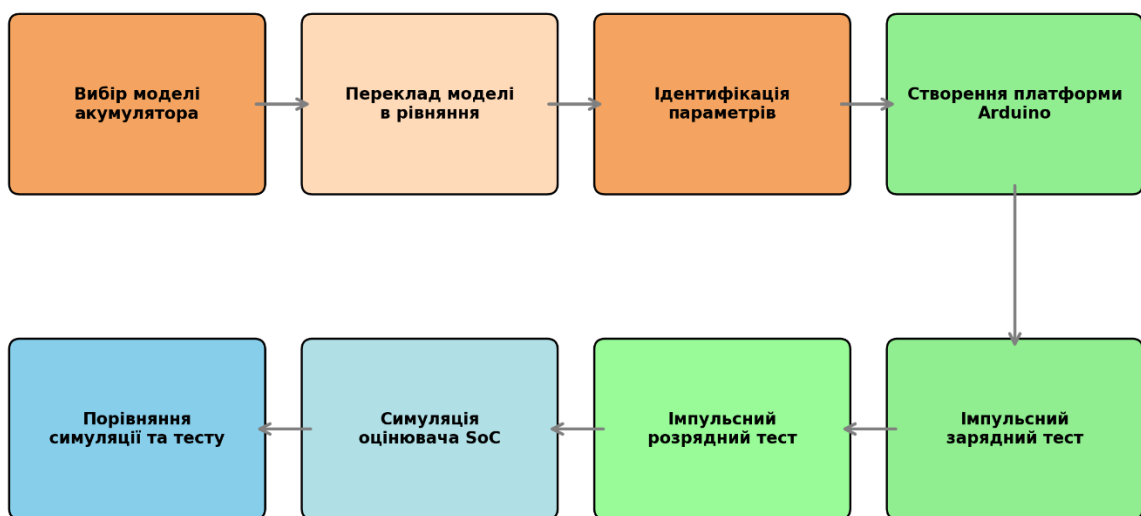 Вибір моделі
акумулятора
Переклад моделі
в рівняння
Ідентифікація
параметрів
Створення платформи
Arduino
Імпульсний
зарядний тест
Імпульсний
розрядний тест
Симуляція
оцінювача SoC
Порівняння
симуляції та тесту